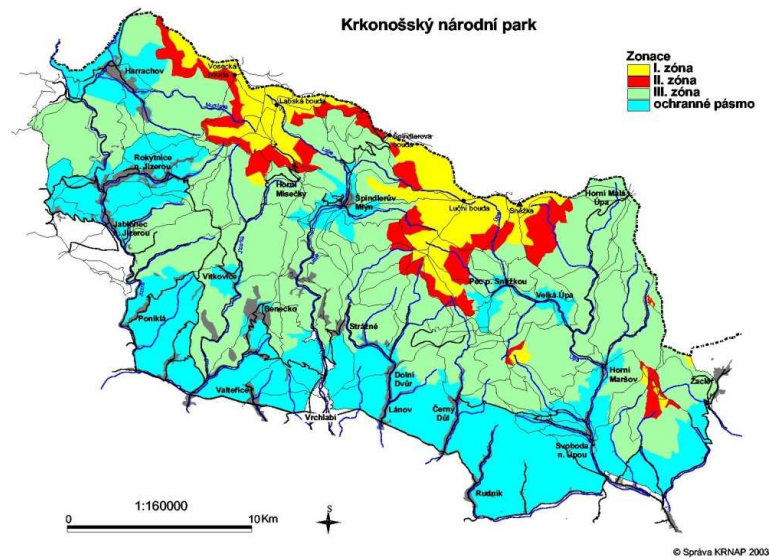 Krkonošský národní park
Zonace
I. zóna
II. zóna
III. zóna
ochranné pásmo
Harrachov
Vosecká
bouda
Labská bouda
Mumlava
Špindlerova
bouda
Labe
Rokytnice
n. Jizerou
Horní
Mísečky
Špindlerův
Mlýn
Horní Malá
Úpa
Luční bouda
Sněžka
Jablonec
n. Jizerou
Vítkovice
Pec p. Sněžkou
Velká Úpa
Poniklá
Benecko
Strážné
Dolní
Dvůr
Horní
Maršov
Žacléř
Valteřice
Vrchlabí
Lánov
Černý
Důl
Svoboda
n. Úpou
Rudník
1:160000
0
10Km
S
© Správa KRNAP 2003